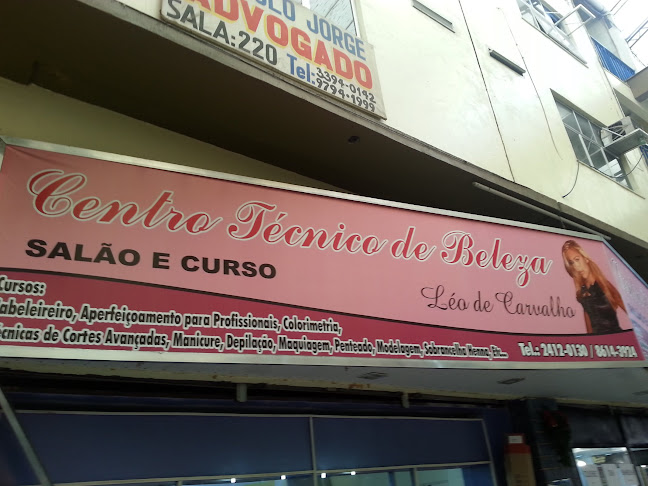 JORGE
ADVOGADO
SALA:220 Tel: 3394-0142
9794-1999
Centro Técnico de Beleza
SALÃO E CURSO
Léo de Carvalho
Cursos:
abeleireiro, Aperfeiçoamento para Profissionais, Colorimetria,
écnicas de Cortes Avançadas, Manicure, Depilação, Maquiagem, Penteado, Modelagem, Sobrancelha Henna, Etc...
Tel.: 2412-0130 / 8614-3924